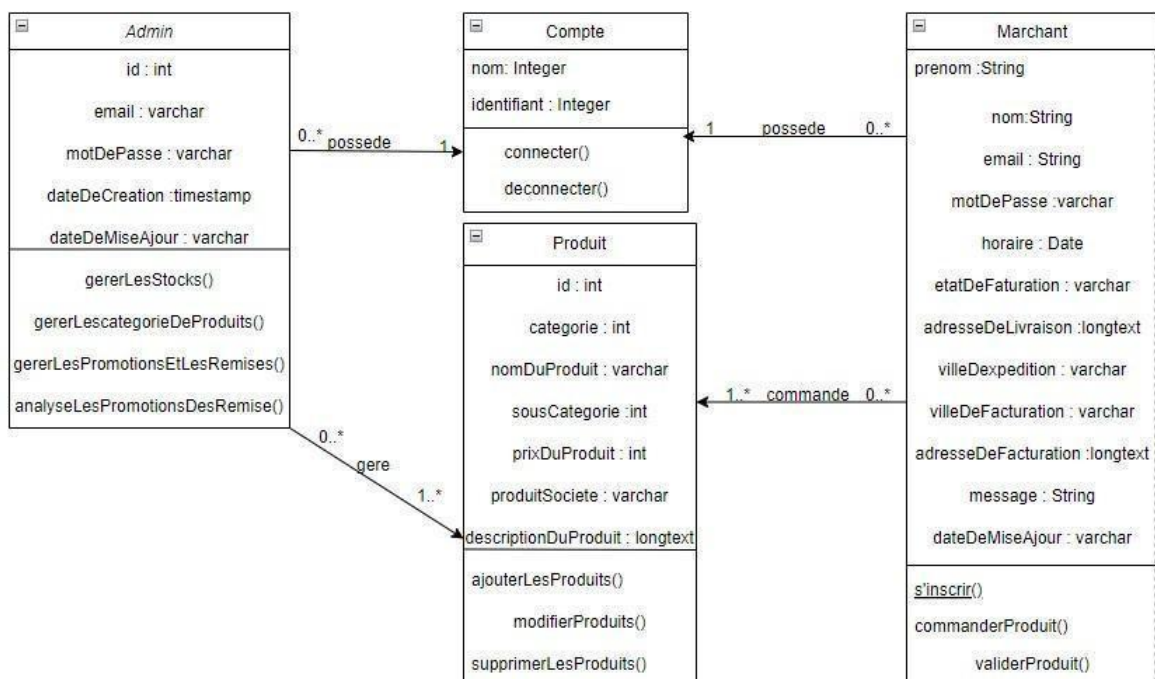 Admin
id : int
email : varchar
motDePasse : varchar
dateDeCreation :timestamp
dateDeMiseAjour : varchar
gererLesStocks()
gererLescategorieDeProduits()
gererLesPromotionsEtLesRemises()
analyseLesPromotionsDesRemise()
0..*
possede
1
Compte
nom: Integer
identifiant : Integer
connecter()
deconnecter()
1
possede
0..*
Marchant
prenom :String
nom:String
email : String
motDePasse :varchar
horaire : Date
etatDeFaturation : varchar
adresseDeLivraison :longtext
villeDexpedition : varchar
villeDeFacturation : varchar
adresseDeFacturation :longtext
message : String
dateDeMiseAjour : varchar
s'inscrir()
commanderProduit()
validerProduit()
Produit
id : int
categorie : int
nomDuProduit : varchar
sousCategorie :int
prixDuProduit : int
produitSociete : varchar
descriptionDuProduit : longtext
ajouterLesProduits()
modifierProduits()
supprimerLesProduits()
1..*
commande
0..*
0..*
gere
1..*